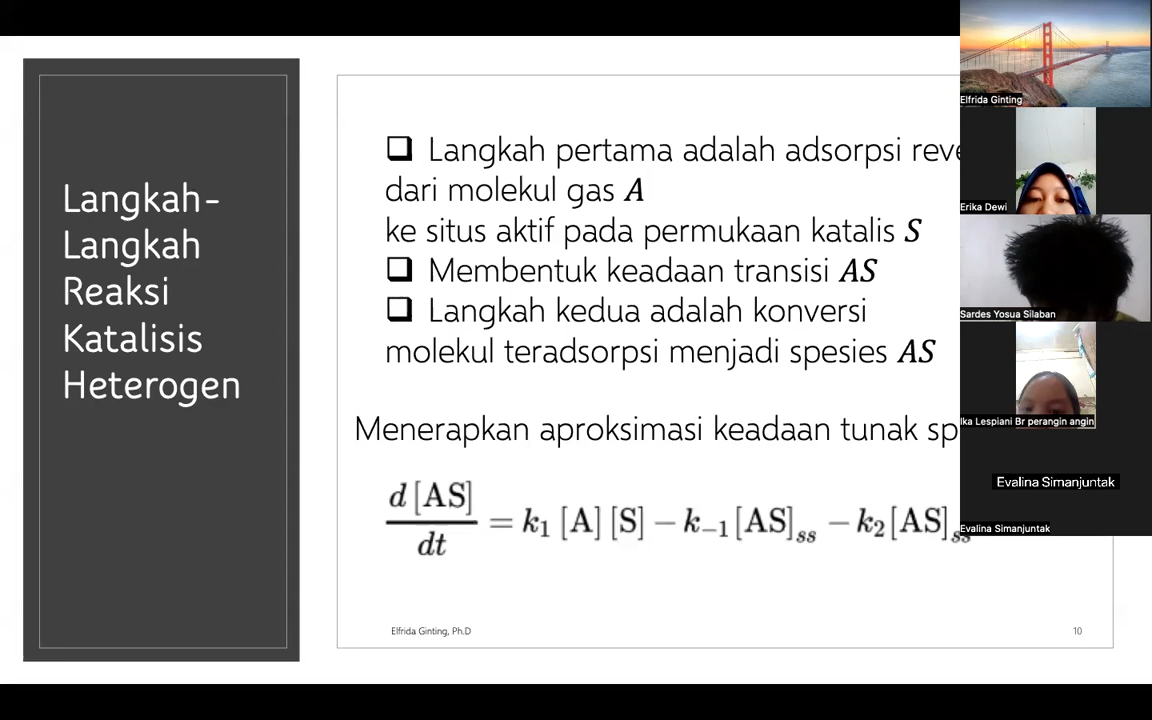 Langkah-
Langkah
Reaksi
Katalisis
Heterogen
❑ Langkah pertama adalah adsorpsi
dari molekul gas A
ke situs aktif pada permukaan katalis S
❑ Membentuk keadaan transisi AS
❑ Langkah kedua adalah konversi
molekul teradsorpsi menjadi spesies AS
Menerapkan aproksimasi keadaan tunak
d [AS] / dt = k₁ [A] [S] − k₋₁ [AS]ₛₛ − k₂ [AS]ₛₛ
Elfrida Ginting, Ph.D
10
Elfrida Ginting
Erika Dewi
Sardes Yosua Silaban
Ika Lespiani Br perangin angin
Evalina Simanjuntak
Evalina Simanjuntak